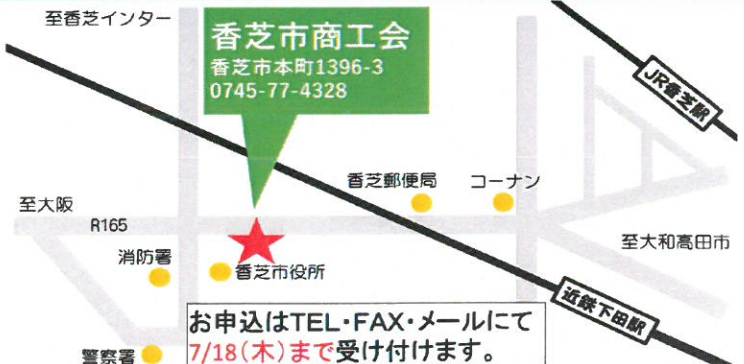 至香芝インター
香芝市商工会
香芝市本町1396-3
0745-77-4328
JR香芝駅
香芝郵便局
コーナン
至大阪
R165
至大和高田市
消防署
香芝市役所
近鉄下田駅
お申込はTEL・FAX・メールにて
7/18(木)まで受け付けます。
警察署